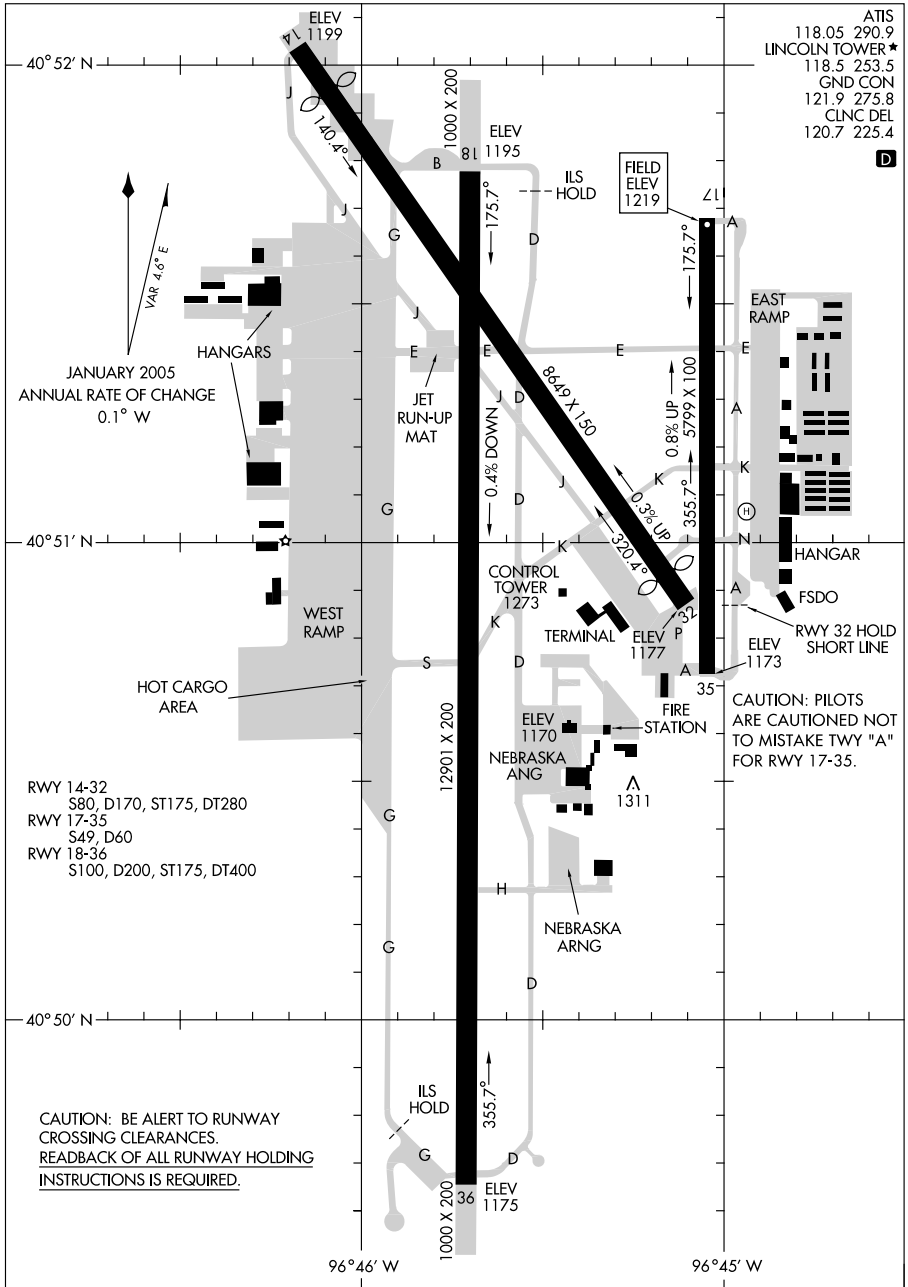 ATIS
118.05 290.9
LINCOLN TOWER★
118.5 253.5
GND CON
121.9 275.8
CLNC DEL
120.7 225.4
D
ELEV
1199
14
40°52' N
J
140.4°
1000 X 200
ELEV
1195
18
B
175.7°
ILS
HOLD
FIELD
ELEV
1219
17
A
175.7°
VAR 4.6° E
J
G
D
EAST
RAMP
HANGARS
J
E
E
E
E
JANUARY 2005
ANNUAL RATE OF CHANGE
0.1° W
JET
RUN-UP
MAT
8649 X 150
J
D
0.8% UP
5799 X 100
A
0.4% DOWN
K
K
J
355.7°
0.3% UP
G
D
H
320.4°
N
40°51' N
K
HANGAR
CONTROL
TOWER
1273
A
FSDO
WEST
RAMP
TERMINAL
32
K
P
ELEV
1177
RWY 32 HOLD
SHORT LINE
S
D
A
ELEV
1173
35
HOT CARGO
AREA
FIRE
STATION
CAUTION: PILOTS
ARE CAUTIONED NOT
TO MISTAKE TWY "A"
FOR RWY 17-35.
ELEV
1170
NEBRASKA
ANG
1311
12901 X 200
RWY 14-32
S80, D170, ST175, DT280
RWY 17-35
S49, D60
RWY 18-36
S100, D200, ST175, DT400
G
H
NEBRASKA
ARNG
G
D
40°50' N
355.7°
ILS
HOLD
CAUTION: BE ALERT TO RUNWAY
CROSSING CLEARANCES.
READBACK OF ALL RUNWAY HOLDING
INSTRUCTIONS IS REQUIRED.
G
D
36
ELEV
1175
1000 X 200
96°46' W
96°45' W